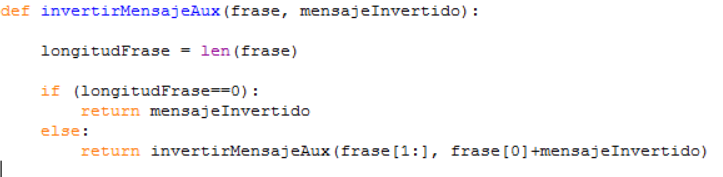 def invertirMensajeAux(frase, mensajeInvertido):
    longitudFrase = len(frase)
    if (longitudFrase==0):
        return mensajeInvertido
    else:
        return invertirMensajeAux(frase[1:], frase[0]+mensajeInvertido)